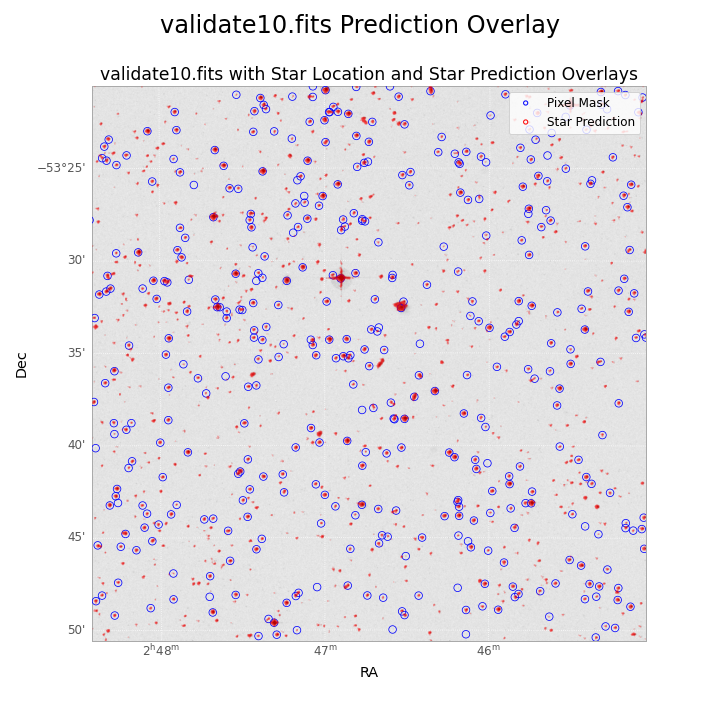 validate10.fits Prediction Overlay
validate10.fits with Star Location and Star Prediction Overlays
Pixel Mask
Star Prediction
−53°25'
30'
35'
40'
45'
50'
2ʰ48ᵐ 47ᵐ 46ᵐ
Dec
RA